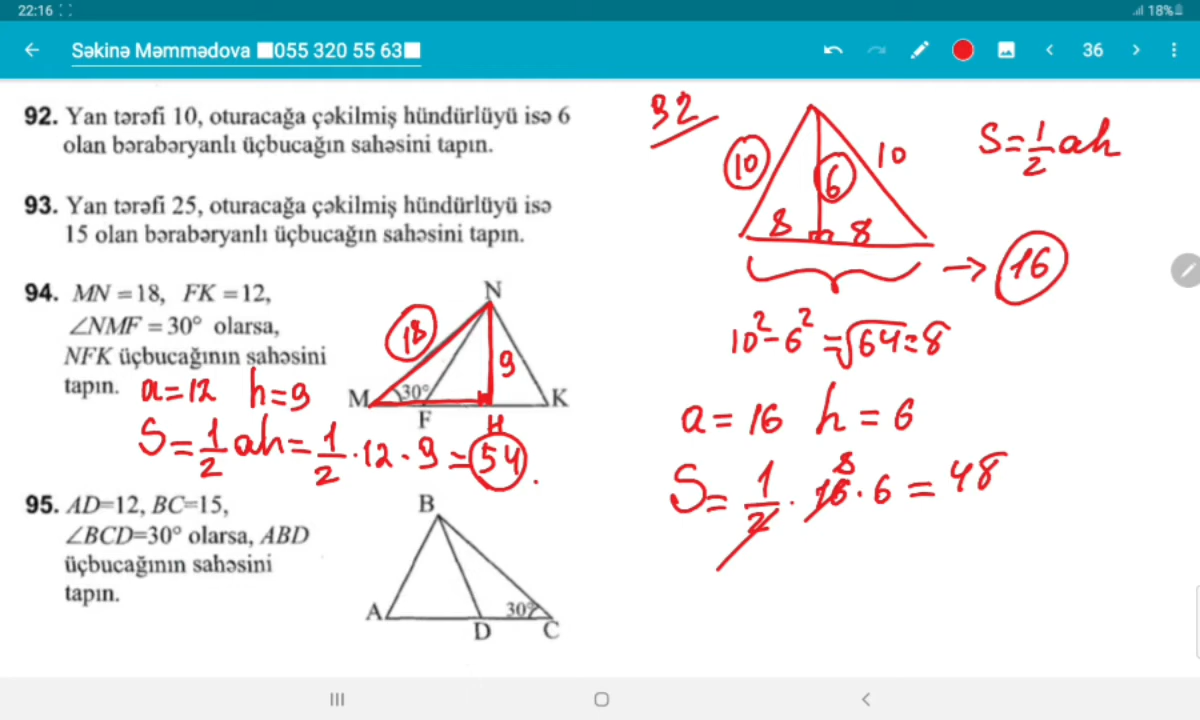 22:16
18%
Səkinə Məmmədova 055 320 55 63
36
92. Yan tərəfi 10, oturacağa çəkilmiş hündürlüyü isə 6
olan bərabəryanlı üçbucağın sahəsini tapın.
93. Yan tərəfi 25, oturacağa çəkilmiş hündürlüyü isə
15 olan bərabəryanlı üçbucağın sahəsini tapın.
94. MN = 18, FK = 12,
∠NMF = 30° olarsa,
NFK üçbucağının sahəsini
tapın. a=12 h=9
S=1/2 ah=1/2·12·9=54.
N
18
9
M 30° K
F H
95. AD=12, BC=15,
∠BCD=30° olarsa, ABD
üçbucağının sahəsini
tapın.
B
A 30° 
D C
92
10 6 10
8 8
S=1/2 ah
→ 16
10²-6²=√64=8
a=16 h=6
8
S=1/2·16·6=48